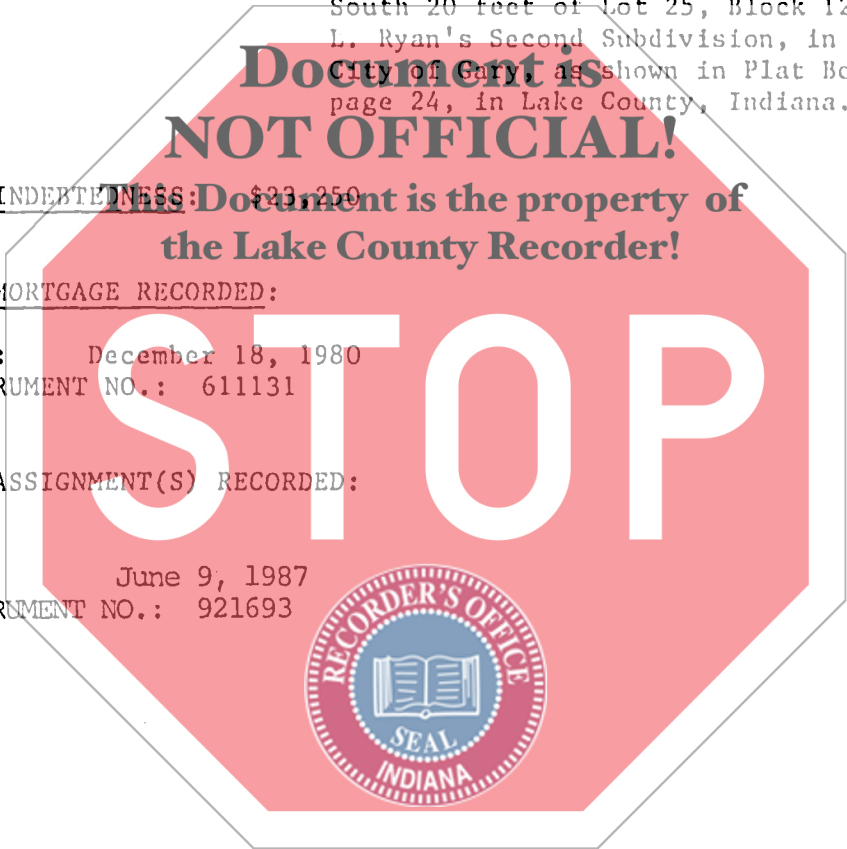 South 20 feet of Lot 25, Block 12
L. Ryan's Second Subdivision, in
City of Gary, as shown in Plat Bo
page 24, in Lake County, Indiana.
Document is
NOT OFFICIAL!
INDEBTEDNESS: $23,250
This Document is the property of
the Lake County Recorder!
MORTGAGE RECORDED:
STOP
: December 18, 1980
RUMENT NO.: 611131
ASSIGNMENT(S) RECORDED:
June 9, 1987
RUMENT NO.: 921693
RECORDER'S OFFICE
SEAL
INDIANA